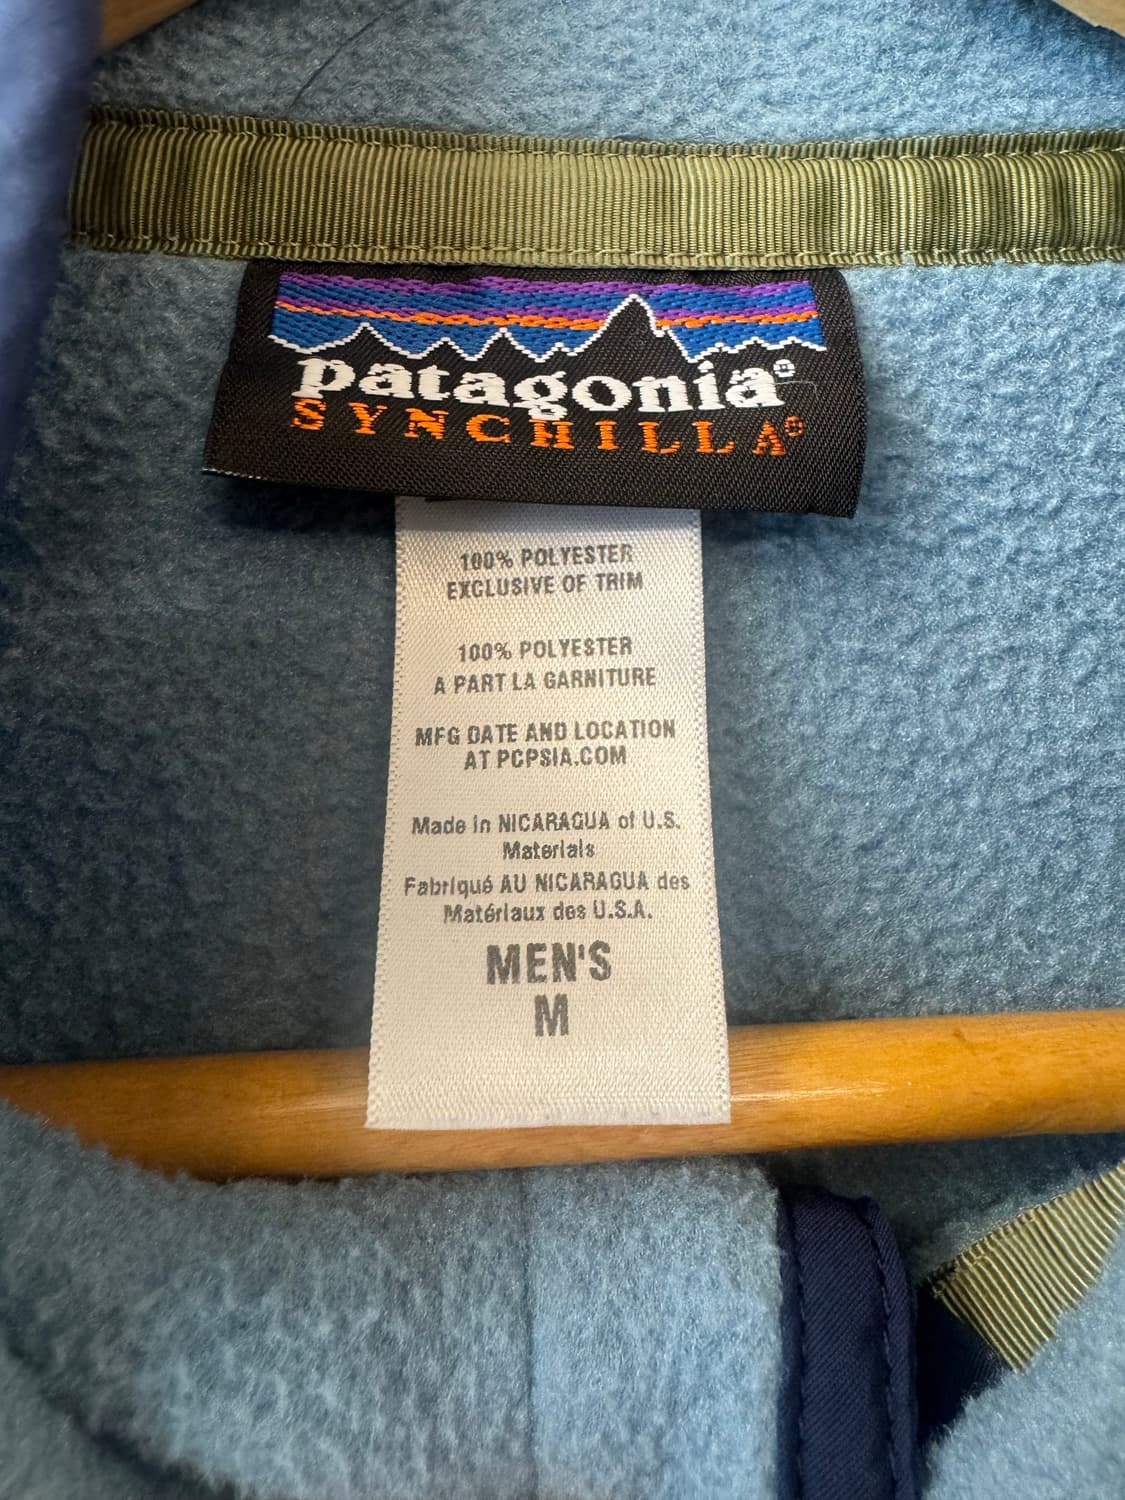 patagonia®
SYNCHILLA®
100% POLYESTER
EXCLUSIVE OF TRIM
100% POLYESTER
A PART LA GARNITURE
MFG DATE AND LOCATION
AT PCPSIA.COM
Made in NICARAGUA of U.S.
Materials
Fabriqué AU NICARAGUA des
Matériaux des U.S.A.
MEN'S
M